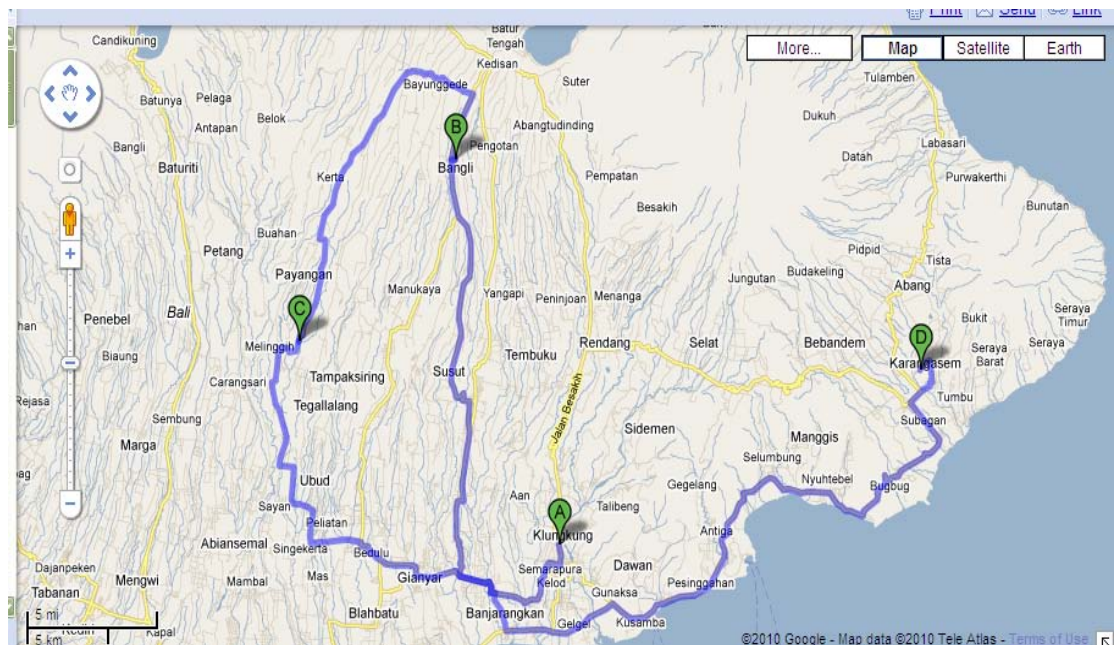 Print Send Link
Batur
Tengah
Candikuning
Kedisan
More... Map Satellite Earth
Bayunggede
Suter
Tulamben
Batunya
Pelaga
Belok
Antapan
Abangtudinding
Dukuh
Labasari
Bangli
Baturiti
B
Pengotan
Bangli
Datah
Purwakerthi
Kerta
Pempatan
Besakih
Bunutan
Petang
Buahan
Payangan
Pidpid
Tista
Budakeling
Jungutan
Abang
Manukaya
Yangapi
Peninjoan
Menanga
Penebel
Bali
C
Bukit
Seraya
Timur
Biaung
Melinggih
D
Rendang
Selat
Bebandem
Seraya
Seraya
Barat
Karangasem
Tembuku
Carangsari
Tampaksiring
Susut
Rejasa
Tegallalang
Tumbu
Sembung
Subagan
Jalan Besakih
Sidemen
Manggis
Marga
Selumbung
Ubud
Gegelang
Nyuhtebel
Bugbug
Aan
Talibeng
Sayan
A
Peliatan
Antiga
Klungkung
Abiansemal
Singekerta
Bedulu
Dajanpeken
Mengwi
Mambal
Mas
Gianyar
Semarapura
Kelod
Dawan
Pesinggahan
Tabanan
Gunaksa
Blahbatu
Banjarangkan
5 mi
Gelgel
Kusamba
5 km
Kediri
Kapal
©2010 Google - Map data ©2010 Tele Atlas - Terms of Use